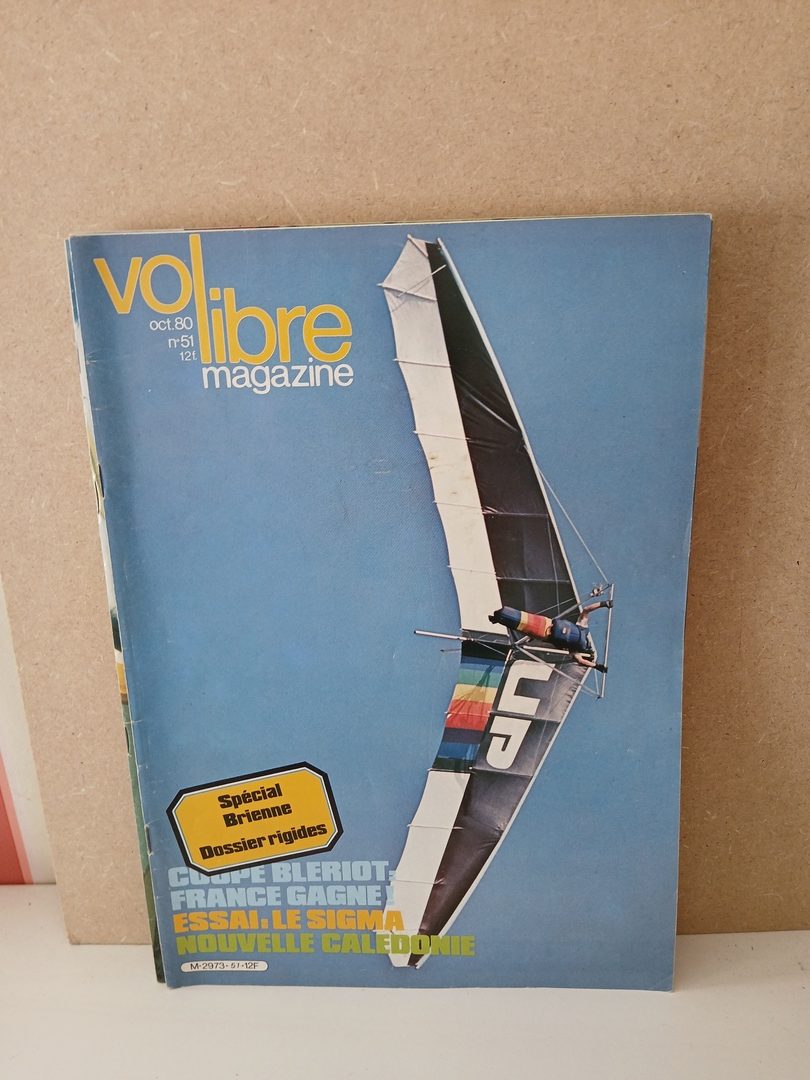 vol libre
oct.80
n°51
12f.
magazine
UP
Spécial
Brienne
Dossier rigides
COUPE BLERIOT:
FRANCE GAGNE!
ESSAI: LE SIGMA
NOUVELLE CALEDONIE
M-2973-51-12F